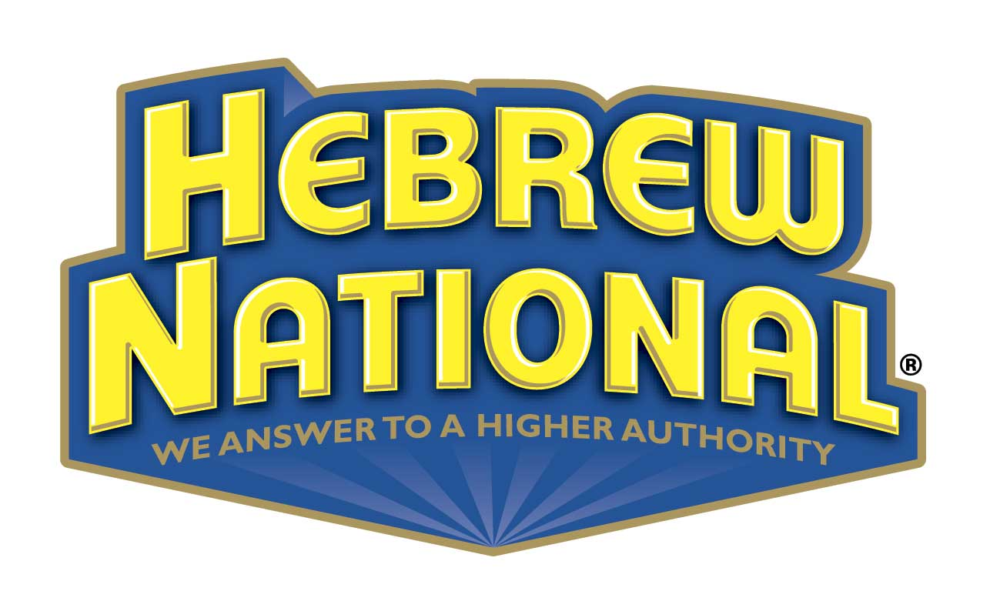 HEBREW
NATIONAL®
WE ANSWER TO A HIGHER AUTHORITY